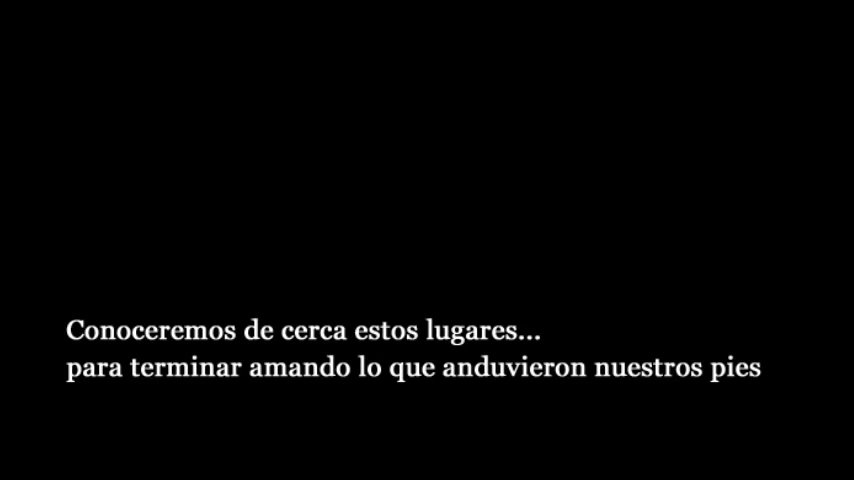 Conoceremos de cerca estos lugares...
para terminar amando lo que anduvieron nuestros pies